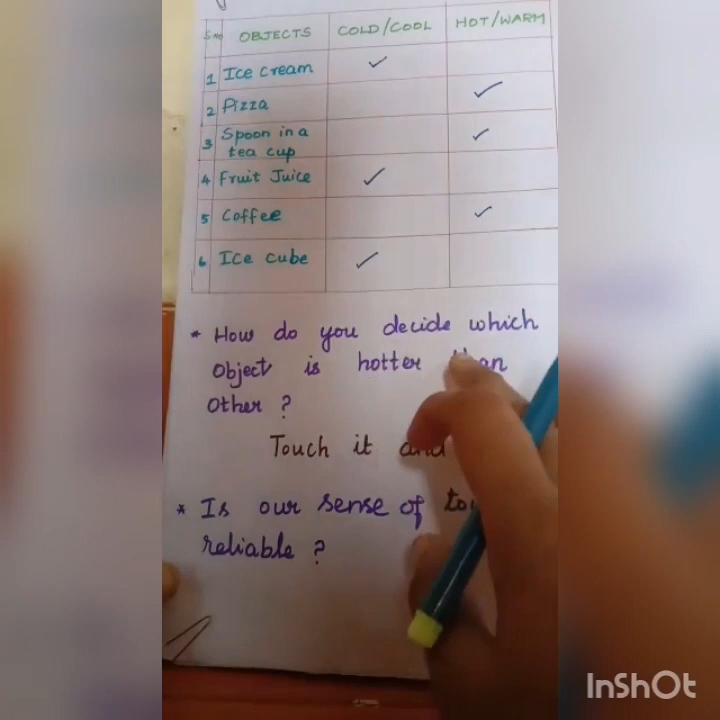 S.No OBJECTS COLD/COOL HOT/WARM
1 Ice cream ✓
2 Pizza ✓
3 Spoon in a
tea cup ✓
4 Fruit Juice ✓
5 Coffee ✓
6 Ice cube ✓
* How do you decide which
Object is hotter than
Other ?
Touch it and
* Is our sense of
reliable ?
InShOt